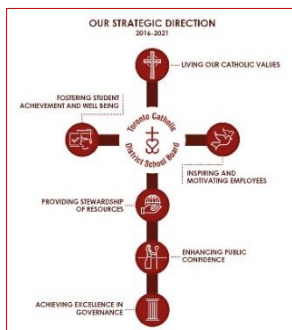 OUR STRATEGIC DIRECTION
2016-2021
LIVING OUR CATHOLIC VALUES
FOSTERING STUDENT
ACHIEVEMENT AND WELL BEING
Toronto Catholic
District School Board
INSPIRING AND
MOTIVATING EMPLOYEES
PROVIDING STEWARDSHIP
OF RESOURCES
ENHANCING PUBLIC
CONFIDENCE
ACHIEVING EXCELLENCE IN
GOVERNANCE